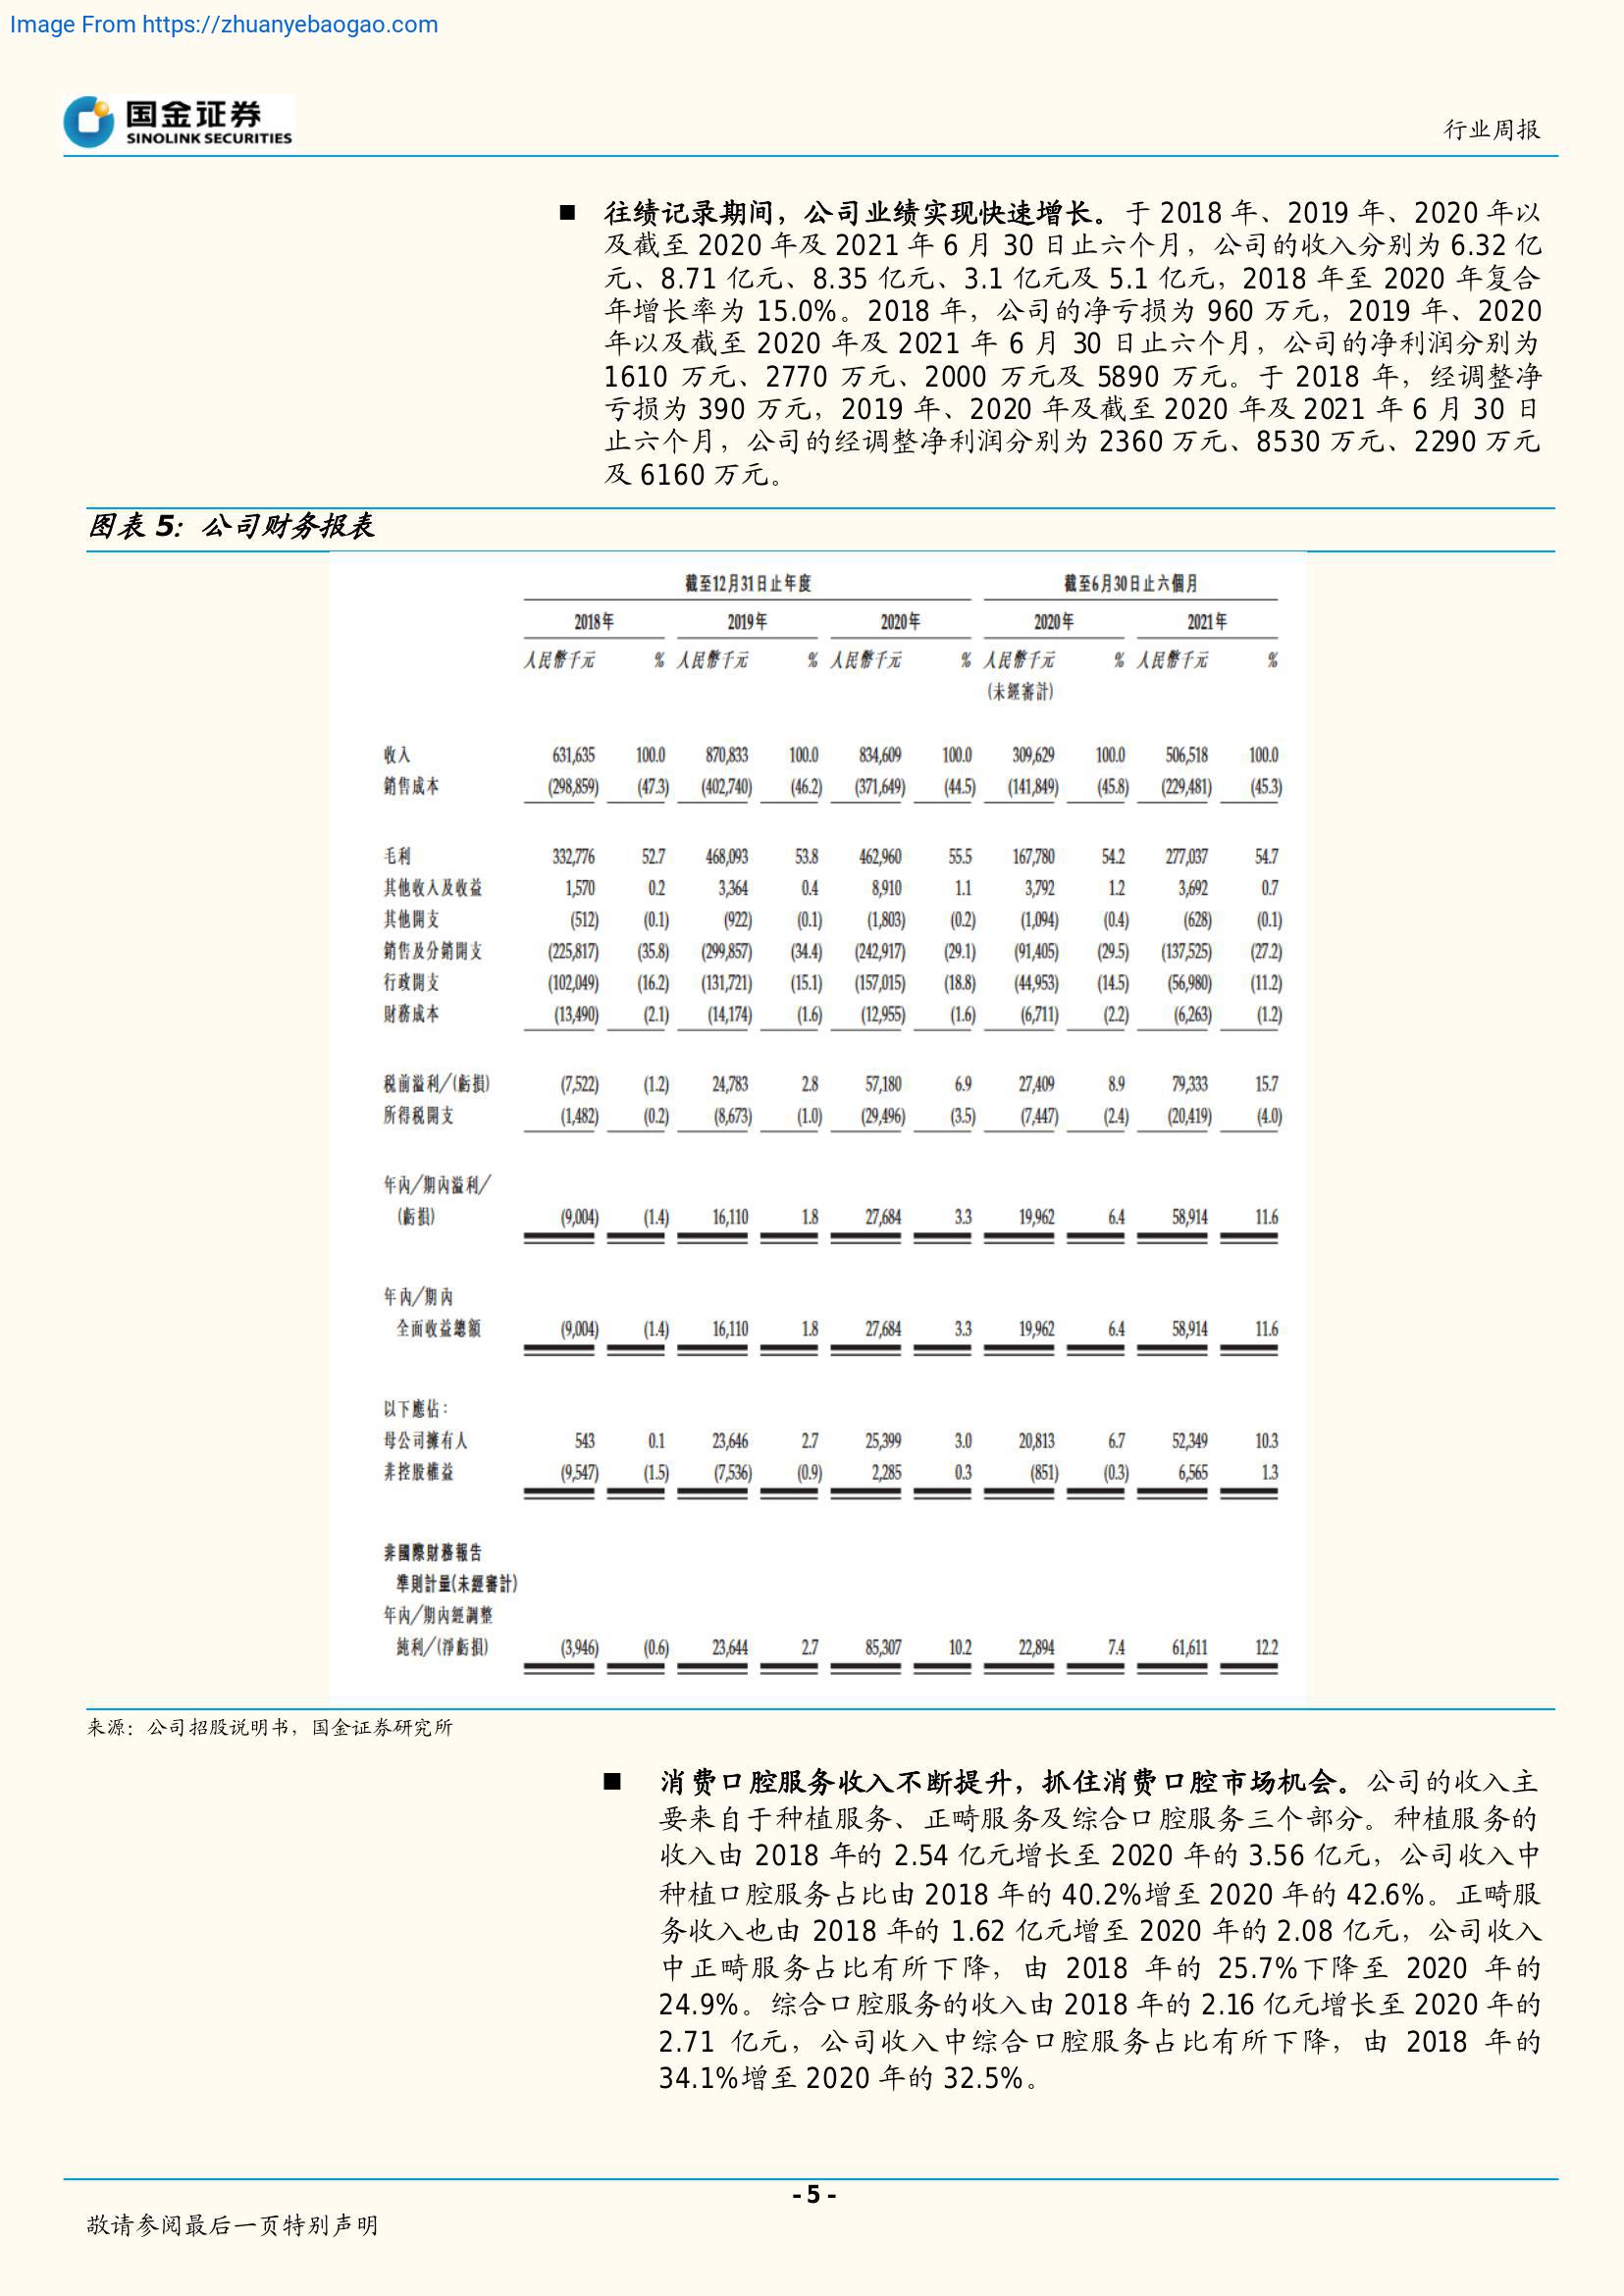 Image From https://zhuanyebaogao.com
国金证券
SINOLINK SECURITIES
行业周报
■ 往绩记录期间，公司业绩实现快速增长。于 2018 年、2019 年、2020 年以
及截至 2020 年及 2021 年 6 月 30 日止六个月，公司的收入分别为 6.32 亿
元、8.71 亿元、8.35 亿元、3.1 亿元及 5.1 亿元，2018 年至 2020 年复合
年增长率为 15.0%。2018 年，公司的净亏损为 960 万元，2019 年、2020
年以及截至 2020 年及 2021 年 6 月 30 日止六个月，公司的净利润分别为
1610 万元、2770 万元、2000 万元及 5890 万元。于 2018 年，经调整净
亏损为 390 万元，2019 年、2020 年及截至 2020 年及 2021 年 6 月 30 日
止六个月，公司的经调整净利润分别为 2360 万元、8530 万元、2290 万元
及 6160 万元。
图表 5：公司财务报表
截至12月31日止年度 截至6月30日止六個月
2018年 2019年 2020年 2020年 2021年
人民幣千元 % 人民幣千元 % 人民幣千元 % 人民幣千元 % 人民幣千元 %
(未經審計)
收入 631,635 100.0 870,833 100.0 834,609 100.0 309,629 100.0 506,518 100.0
銷售成本 (298,859) (47.3) (402,740) (46.2) (371,649) (44.5) (141,849) (45.8) (229,481) (45.3)
毛利 332,776 52.7 468,093 53.8 462,960 55.5 167,780 54.2 277,037 54.7
其他收入及收益 1,570 0.2 3,364 0.4 8,910 1.1 3,792 1.2 3,692 0.7
其他開支 (512) (0.1) (922) (0.1) (1,803) (0.2) (1,094) (0.4) (628) (0.1)
銷售及分銷開支 (225,817) (35.8) (299,857) (34.4) (242,917) (29.1) (91,405) (29.5) (137,525) (27.2)
行政開支 (102,049) (16.2) (131,721) (15.1) (157,015) (18.8) (44,953) (14.5) (56,980) (11.2)
財務成本 (13,490) (2.1) (14,174) (1.6) (12,955) (1.6) (6,711) (2.2) (6,263) (1.2)
税前溢利╱(虧損) (7,522) (1.2) 24,783 2.8 57,180 6.9 27,409 8.9 79,333 15.7
所得税開支 (1,482) (0.2) (8,673) (1.0) (29,496) (3.5) (7,447) (2.4) (20,419) (4.0)
年內╱期內溢利╱
(虧損) (9,004) (1.4) 16,110 1.8 27,684 3.3 19,962 6.4 58,914 11.6
年內╱期內
全面收益總額 (9,004) (1.4) 16,110 1.8 27,684 3.3 19,962 6.4 58,914 11.6
以下應佔：
母公司擁有人 543 0.1 23,646 2.7 25,399 3.0 20,813 6.7 52,349 10.3
非控股權益 (9,547) (1.5) (7,536) (0.9) 2,285 0.3 (851) (0.3) 6,565 1.3
非國際財務報告
準則計量(未經審計)
年內╱期內經調整
純利╱(淨虧損) (3,946) (0.6) 23,644 2.7 85,307 10.2 22,894 7.4 61,611 12.2
来源：公司招股说明书，国金证券研究所
■ 消费口腔服务收入不断提升，抓住消费口腔市场机会。公司的收入主
要来自于种植服务、正畸服务及综合口腔服务三个部分。种植服务的
收入由 2018 年的 2.54 亿元增长至 2020 年的 3.56 亿元，公司收入中
种植口腔服务占比由 2018 年的 40.2%增至 2020 年的 42.6%。正畸服
务收入也由 2018 年的 1.62 亿元增至 2020 年的 2.08 亿元，公司收入
中正畸服务占比有所下降，由 2018 年的 25.7%下降至 2020 年的
24.9%。综合口腔服务的收入由 2018 年的 2.16 亿元增长至 2020 年的
2.71 亿元，公司收入中综合口腔服务占比有所下降，由 2018 年的
34.1%增至 2020 年的 32.5%。
- 5 -
敬请参阅最后一页特别声明